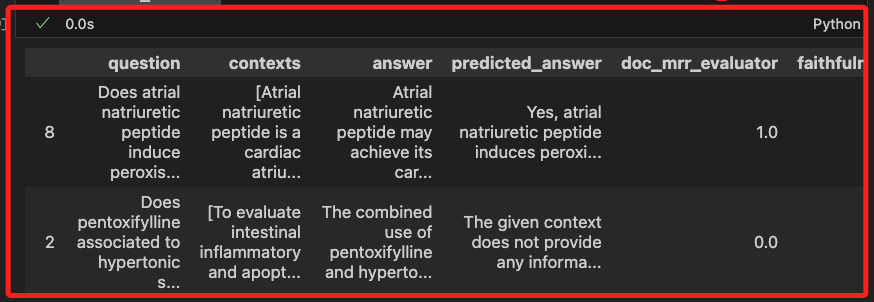 0.0s Python
question contexts answer predicted_answer doc_mrr_evaluator faithfulr
Does atrial [Atrial Atrial
natriuretic natriuretic natriuretic Yes, atrial
8 peptide peptide is a peptide may natriuretic peptide 1.0
induce cardiac achieve its induces peroxi...
peroxis... atriu... car...
Does
pentoxifylline [To evaluate The combined The given context
2 associated to intestinal use of does not provide 0.0
hypertonic inflammatory pentoxifylline any informa...
s... and apopt... and hyperto...